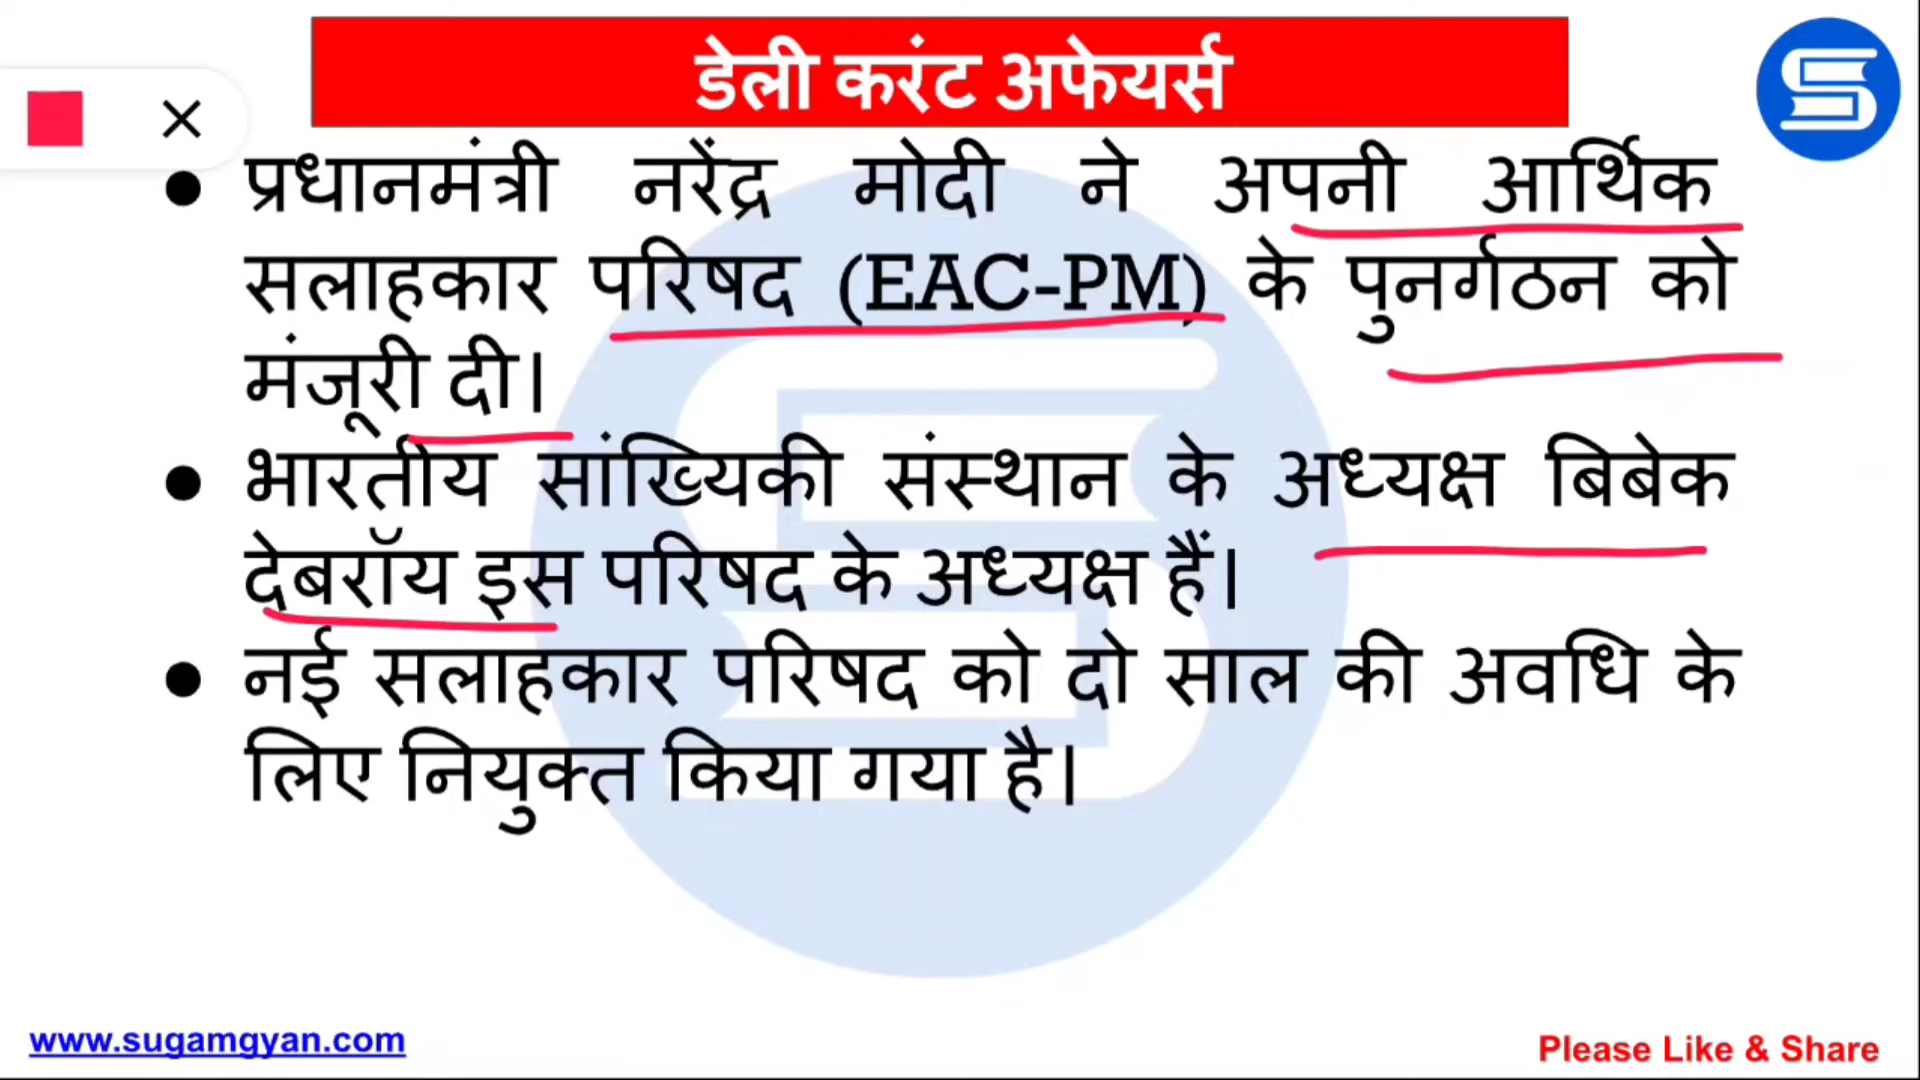 डेली करंट अफेयर्स
● प्रधानमंत्री नरेंद्र मोदी ने अपनी आर्थिक
सलाहकार परिषद (EAC-PM) के पुनर्गठन को
मंजूरी दी।
● भारतीय सांख्यिकी संस्थान के अध्यक्ष बिबेक
देबरॉय इस परिषद के अध्यक्ष हैं।
● नई सलाहकार परिषद को दो साल की अवधि के
लिए नियुक्त किया गया है।
www.sugamgyan.com
Please Like & Share